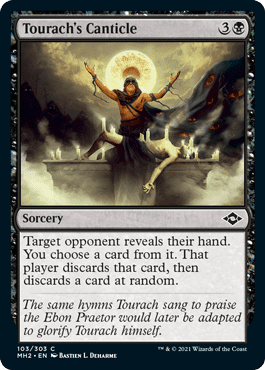 Tourach's Canticle 3
Sorcery
Target opponent reveals their hand.
You choose a card from it. That
player discards that card, then
discards a card at random.
The same hymns Tourach sang to praise
the Ebon Praetor would later be adapted
to glorify Tourach himself.
103/303 C
MH2 • EN Bastien L. Deharme
™ & © 2021 Wizards of the Coast